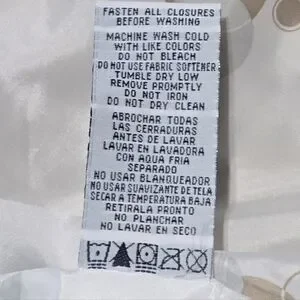 FASTEN ALL CLOSURES
BEFORE WASHING
MACHINE WASH COLD
WITH LIKE COLORS
DO NOT BLEACH
DO NOT USE FABRIC SOFTENER
TUMBLE DRY LOW
REMOVE PROMPTLY
DO NOT IRON
DO NOT DRY CLEAN
ABROCHAR TODAS
LAS CERRADURAS
ANTES DE LAVAR
LAVAR EN LAVADORA
CON AQUA FRIA
SEPARADO
NO USAR BLANQUEADOR
NO USAR SUAVIZANTE DE TELA
SECAR A TEMPERATURA BAJA
RETIRALA PRONTO
NO PLANCHAR
NO LAVAR EN SECO